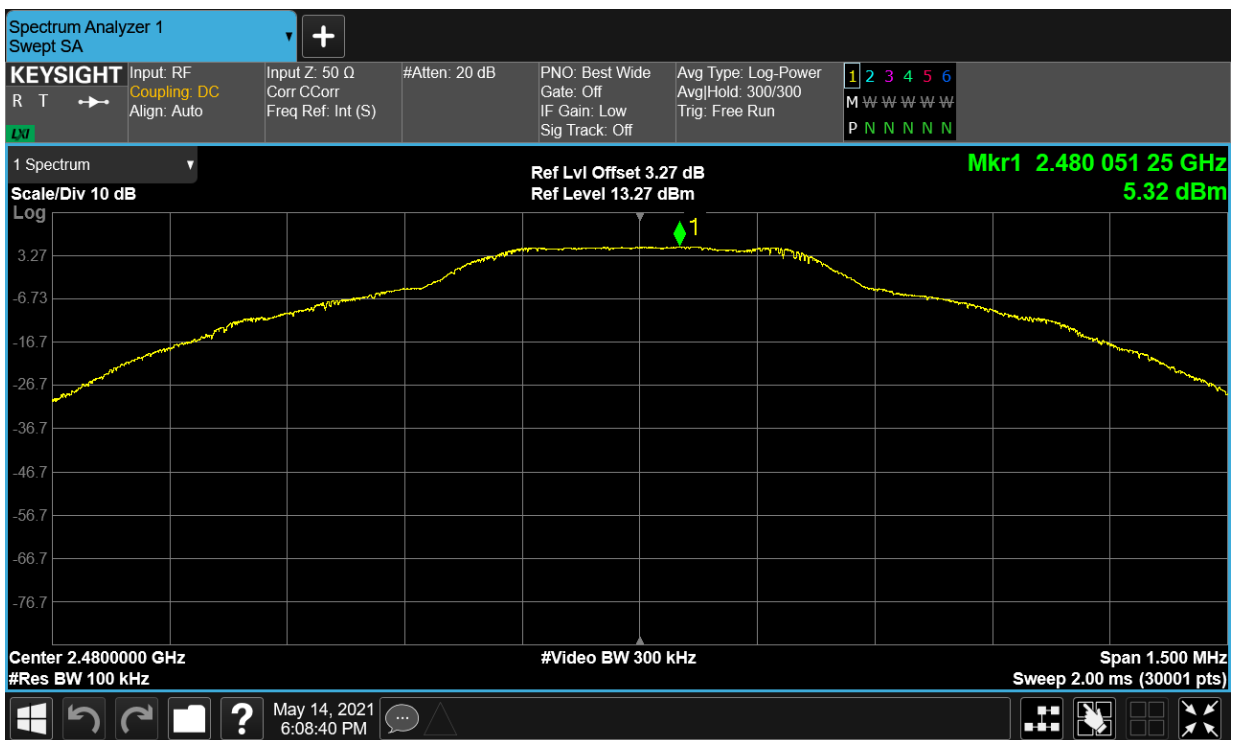 Spectrum Analyzer 1
Swept SA
KEYSIGHT
R T
LXI
Input: RF
Coupling: DC
Align: Auto
Input Z: 50 Ω
Corr CCorr
Freq Ref: Int (S)
#Atten: 20 dB
PNO: Best Wide
Gate: Off
IF Gain: Low
Sig Track: Off
Avg Type: Log-Power
Avg|Hold: 300/300
Trig: Free Run
1 2 3 4 5 6
M W W W W W
P N N N N N
1 Spectrum
Scale/Div 10 dB
Log
Ref Lvl Offset 3.27 dB
Ref Level 13.27 dBm
Mkr1 2.480 051 25 GHz
5.32 dBm
1
3.27
-6.73
-16.7
-26.7
-36.7
-46.7
-56.7
-66.7
-76.7
Center 2.4800000 GHz
#Video BW 300 kHz
Span 1.500 MHz
#Res BW 100 kHz
Sweep 2.00 ms (30001 pts)
?
May 14, 2021
6:08:40 PM